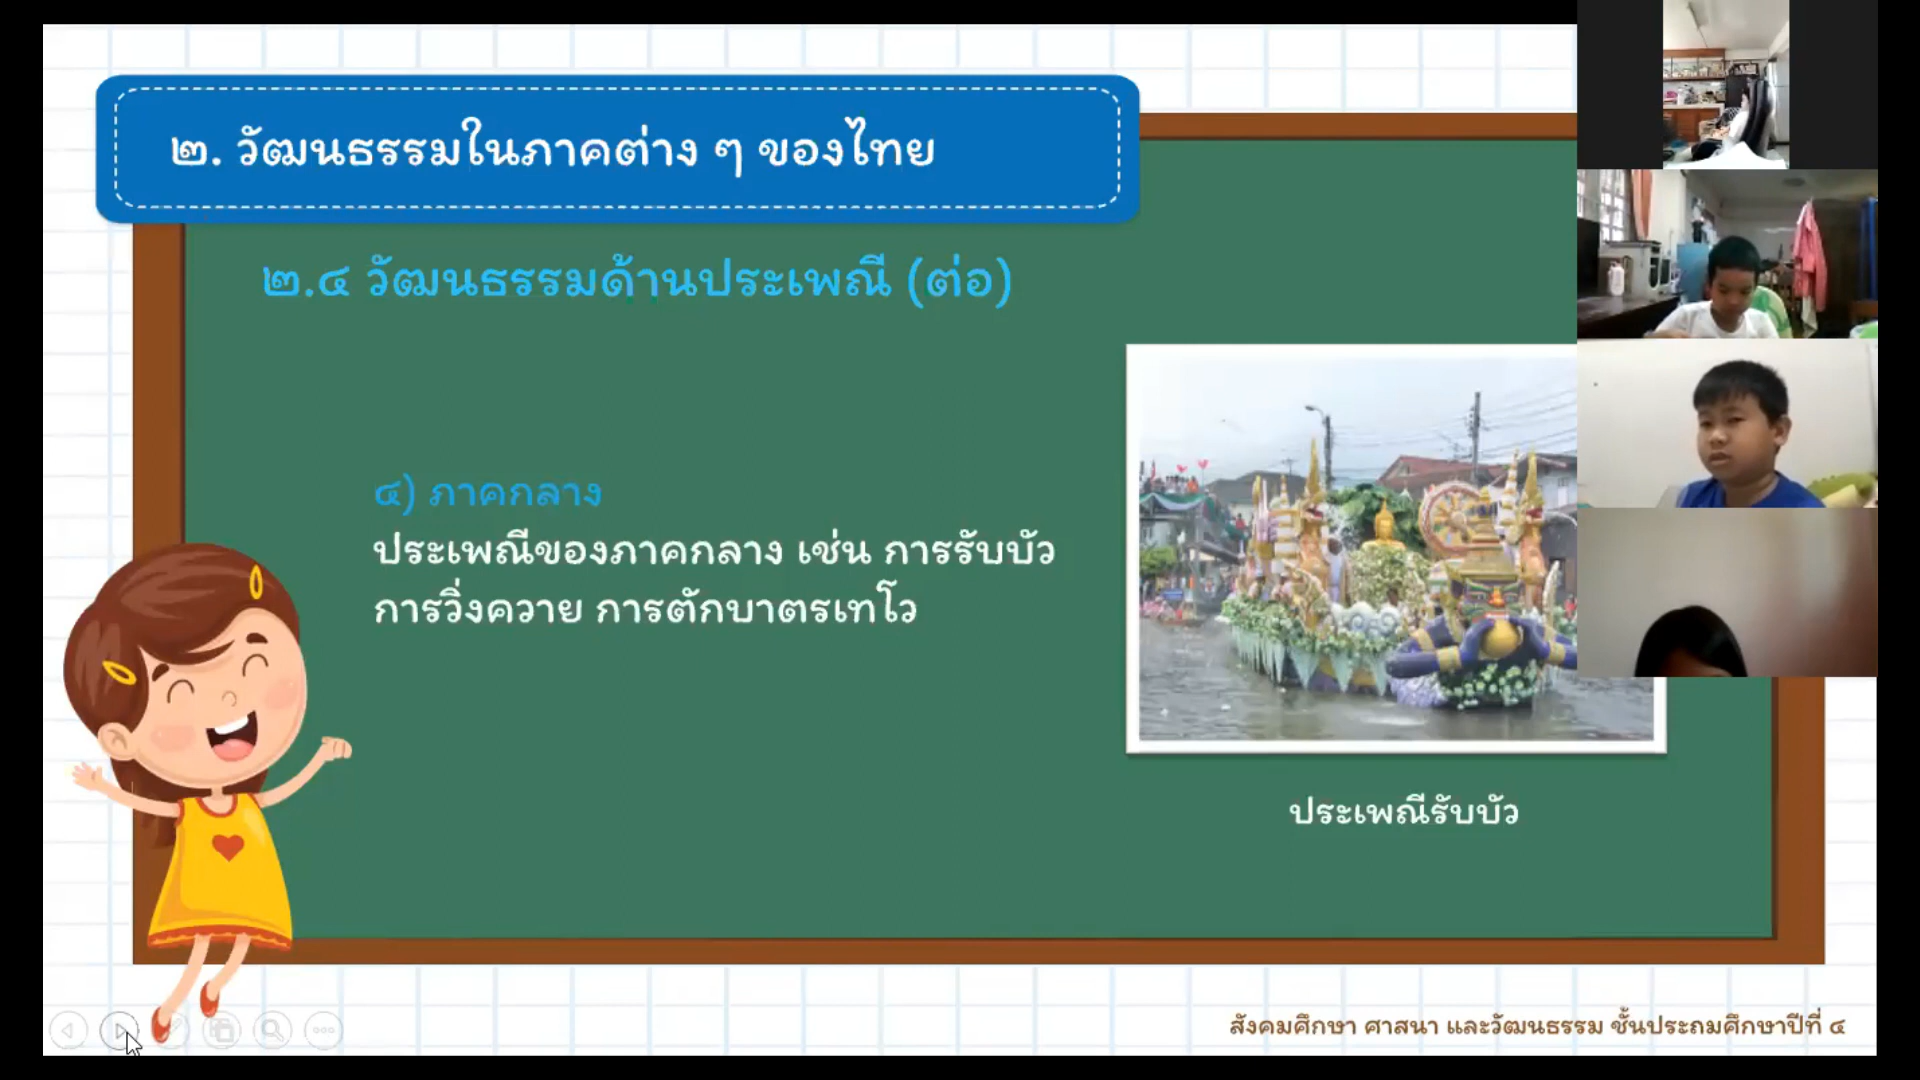 ๒. วัฒนธรรมในภาคต่าง ๆ ของไทย
๒.๔ วัฒนธรรมด้านประเพณี (ต่อ)
๔) ภาคกลาง
ประเพณีของภาคกลาง เช่น การรับบัว
การวิ่งควาย การตักบาตรเทโว
ประเพณีรับบัว
สังคมศึกษา ศาสนา และวัฒนธรรม ชั้นประถมศึกษาปีที่ ๔